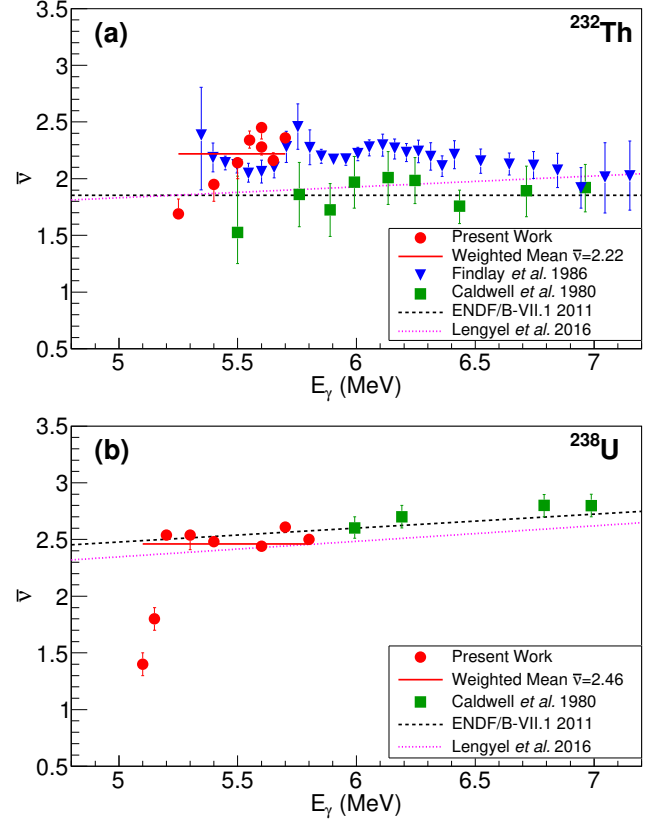 (a)
²³²Th
3.5
3
2.5
2
1.5
1
0.5
ν̅
Present Work
Weighted Mean ν̅=2.22
Findlay et al. 1986
Caldwell et al. 1980
ENDF/B-VII.1 2011
Lengyel et al. 2016
5 5.5 6 6.5 7
E_γ (MeV)
(b)
²³⁸U
3.5
3
2.5
2
1.5
1
0.5
ν̅
Present Work
Weighted Mean ν̅=2.46
Caldwell et al. 1980
ENDF/B-VII.1 2011
Lengyel et al. 2016
5 5.5 6 6.5 7
E_γ (MeV)